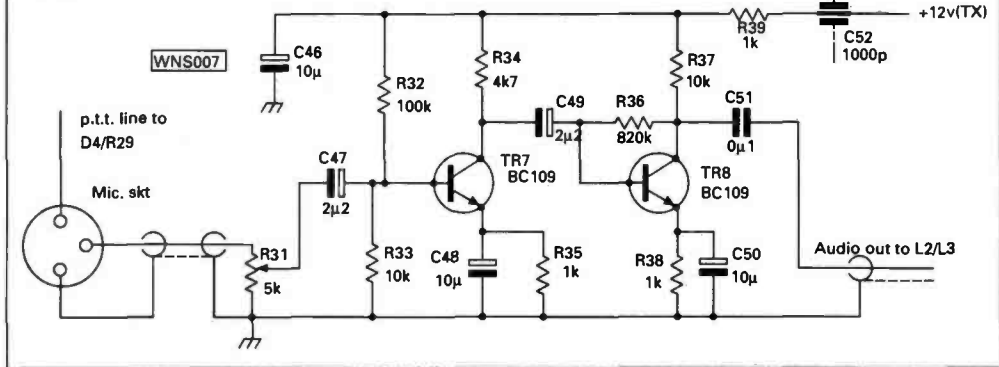 +12v(TX)
R39
1k
C52
1000p
WNS007
C46
10µ
R32
100k
R34
4k7
R37
10k
C49
2µ2
R36
820k
C51
0µ1
p.t.t. line to
D4/R29
Mic. skt
C47
2µ2
TR7
BC109
TR8
BC109
R31
5k
R33
10k
C48
10µ
R35
1k
R38
1k
C50
10µ
Audio out to L2/L3